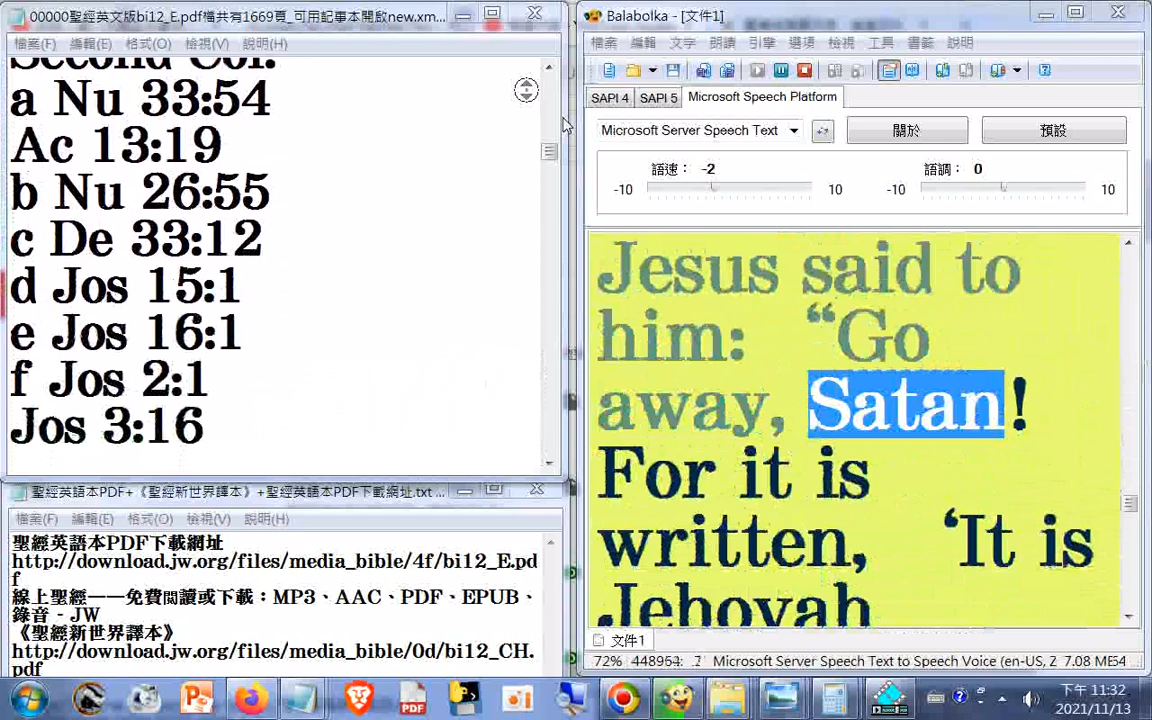 00000聖經英文版bi12_E.pdf檔共有1669頁_可用記事本開啟new.xm...
檔案(F) 編輯(E) 格式(O) 檢視(V) 說明(H)
Second Col.
a Nu 33:54
Ac 13:19
b Nu 26:55
c De 33:12
d Jos 15:1
e Jos 16:1
f Jos 2:1
Jos 3:16
聖經英語本PDF+《聖經新世界譯本》+聖經英語本PDF下載網址.txt ...
檔案(F) 編輯(E) 格式(O) 檢視(V) 說明(H)
聖經英語本PDF下載網址
http://download.jw.org/files/media_bible/4f/bi12_E.pd
f
線上聖經——免費閱讀或下載：MP3、AAC、PDF、EPUB、
錄音 - JW
《聖經新世界譯本》
http://download.jw.org/files/media_bible/0d/bi12_CH.
pdf
Balabolka - [文件1]
檔案 編輯 文字 朗讀 引擎 選項 檢視 工具 書籤 說明
SAPI 4 SAPI 5 Microsoft Speech Platform
Microsoft Server Speech Text 關於 預設
語速： -2 語調： 0
-10 10 -10 10
Jesus said to
him: “Go
away, Satan!
For it is
written, ‘It is
Jehovah
文件1
72% Microsoft Server Speech Text to Speech Voice (en-US, Z 7.08 MB
PDF
下午 11:32
2021/11/13